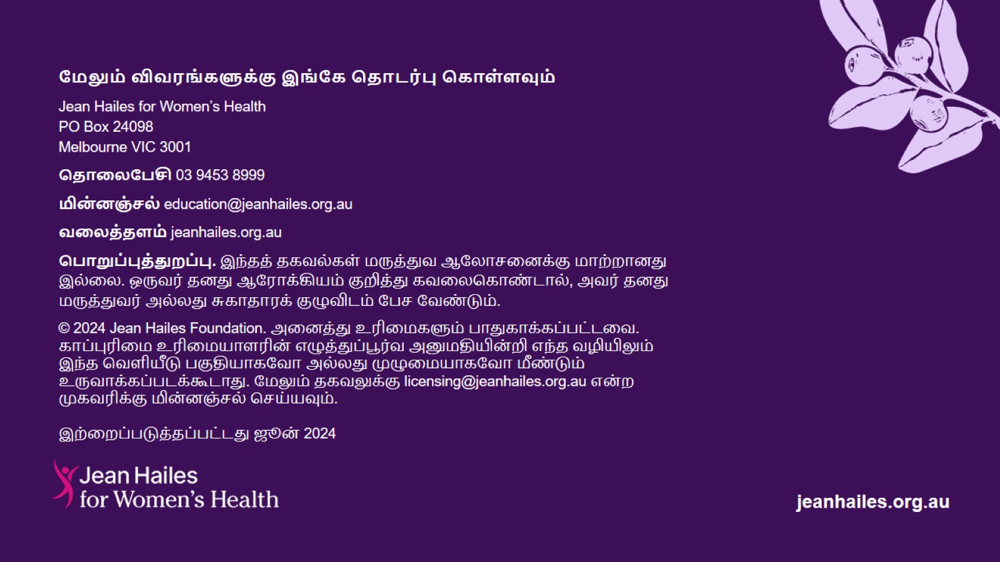 மேலும் விவரங்களுக்கு இங்கே தொடர்பு கொள்ளவும்
Jean Hailes for Women’s Health
PO Box 24098
Melbourne VIC 3001
தொலைபேசி 03 9453 8999
மின்னஞ்சல் education@jeanhailes.org.au
வலைத்தளம் jeanhailes.org.au
பொறுப்புத்துறப்பு. இந்தத் தகவல்கள் மருத்துவ ஆலோசனைக்கு மாற்றானது
இல்லை. ஒருவர் தனது ஆரோக்கியம் குறித்து கவலைகொண்டால், அவர் தனது
மருத்துவர் அல்லது சுகாதாரக் குழுவிடம் பேச வேண்டும்.
© 2024 Jean Hailes Foundation. அனைத்து உரிமைகளும் பாதுகாக்கப்பட்டவை.
காப்புரிமை உரிமையாளரின் எழுத்துப்பூர்வ அனுமதியின்றி எந்த வழியிலும்
இந்த வெளியீடு பகுதியாகவோ அல்லது முழுமையாகவோ மீண்டும்
உருவாக்கப்படக்கூடாது. மேலும் தகவலுக்கு licensing@jeanhailes.org.au என்ற
முகவரிக்கு மின்னஞ்சல் செய்யவும்.
இற்றைப்படுத்தப்பட்டது ஜூன் 2024
Jean Hailes
for Women’s Health
jeanhailes.org.au